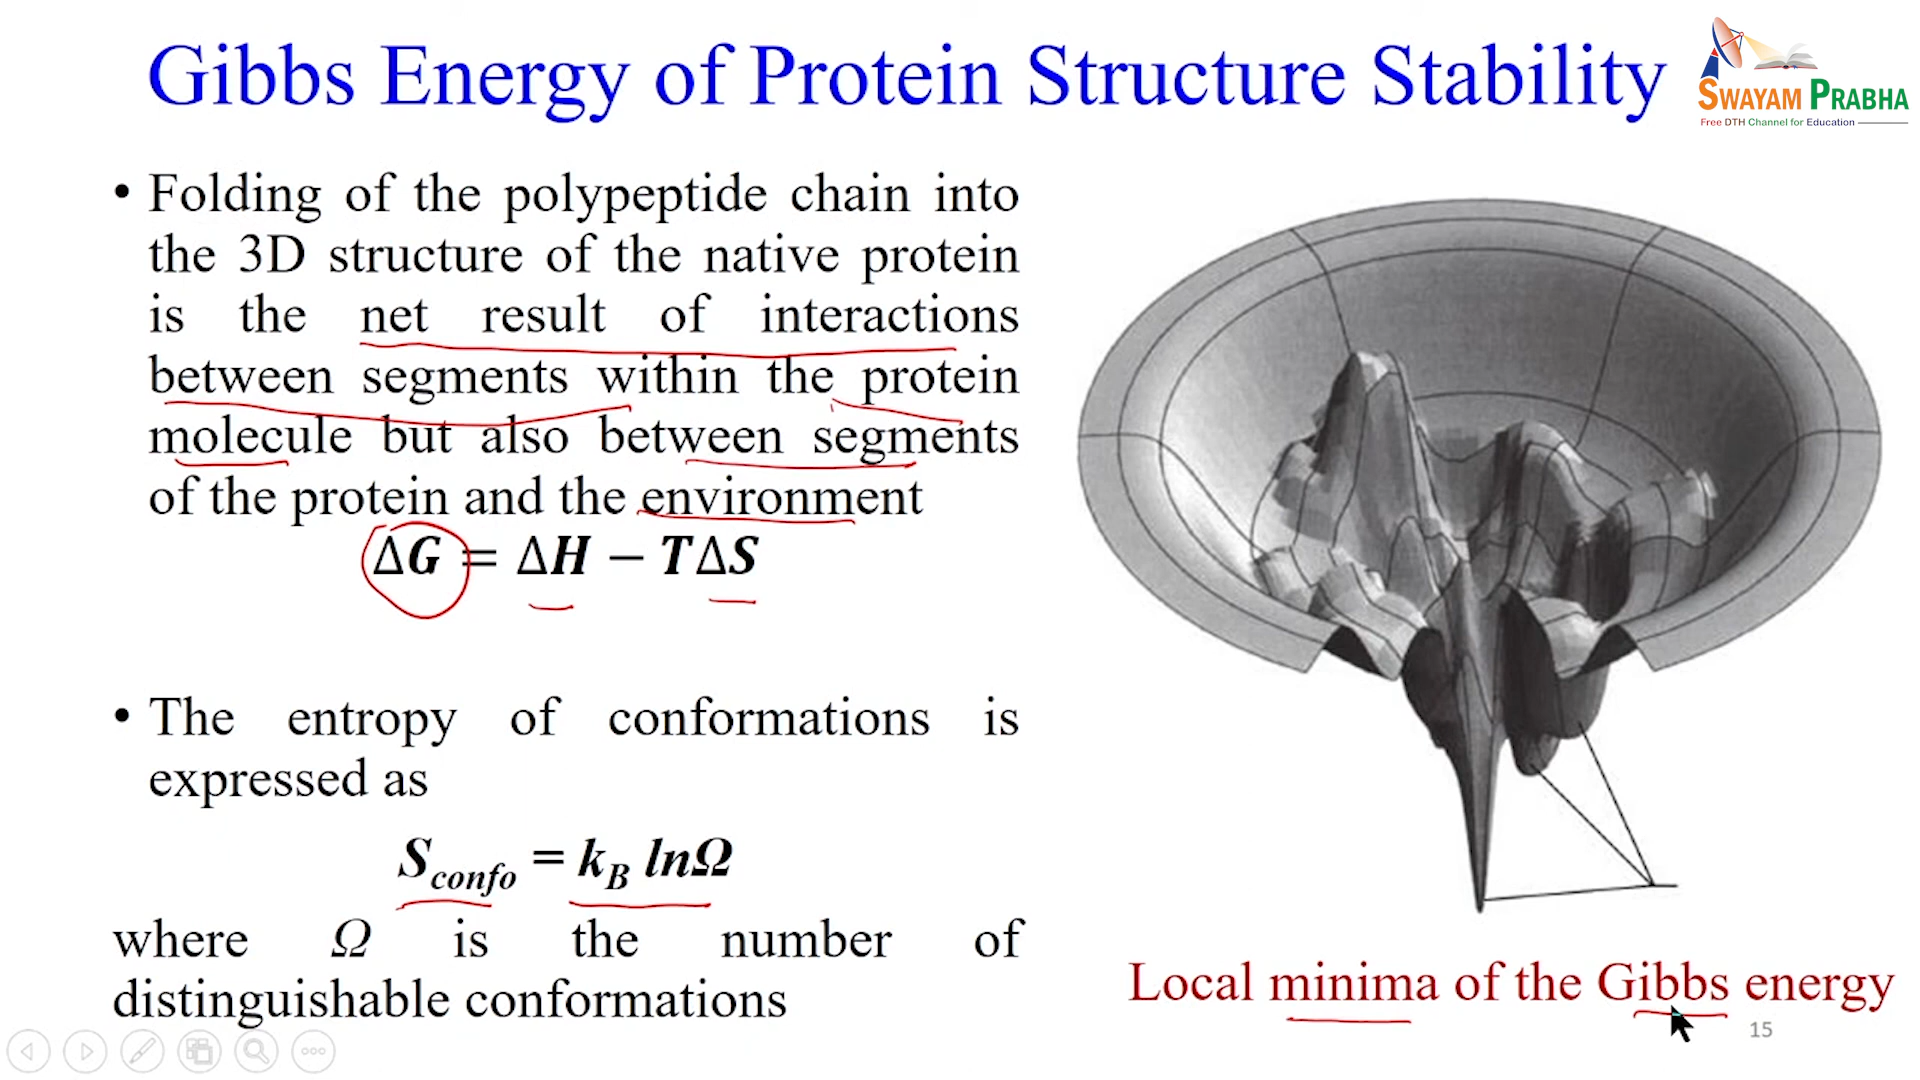 Gibbs Energy of Protein Structure Stability
SWAYAM PRABHA
Free DTH Channel for Education
• Folding of the polypeptide chain into
the 3D structure of the native protein
is the net result of interactions
between segments within the protein
molecule but also between segments
of the protein and the environment
ΔG = ΔH − TΔS
• The entropy of conformations is
expressed as
S_confo = k_B lnΩ
where Ω is the number of
distinguishable conformations
Local minima of the Gibbs energy
15